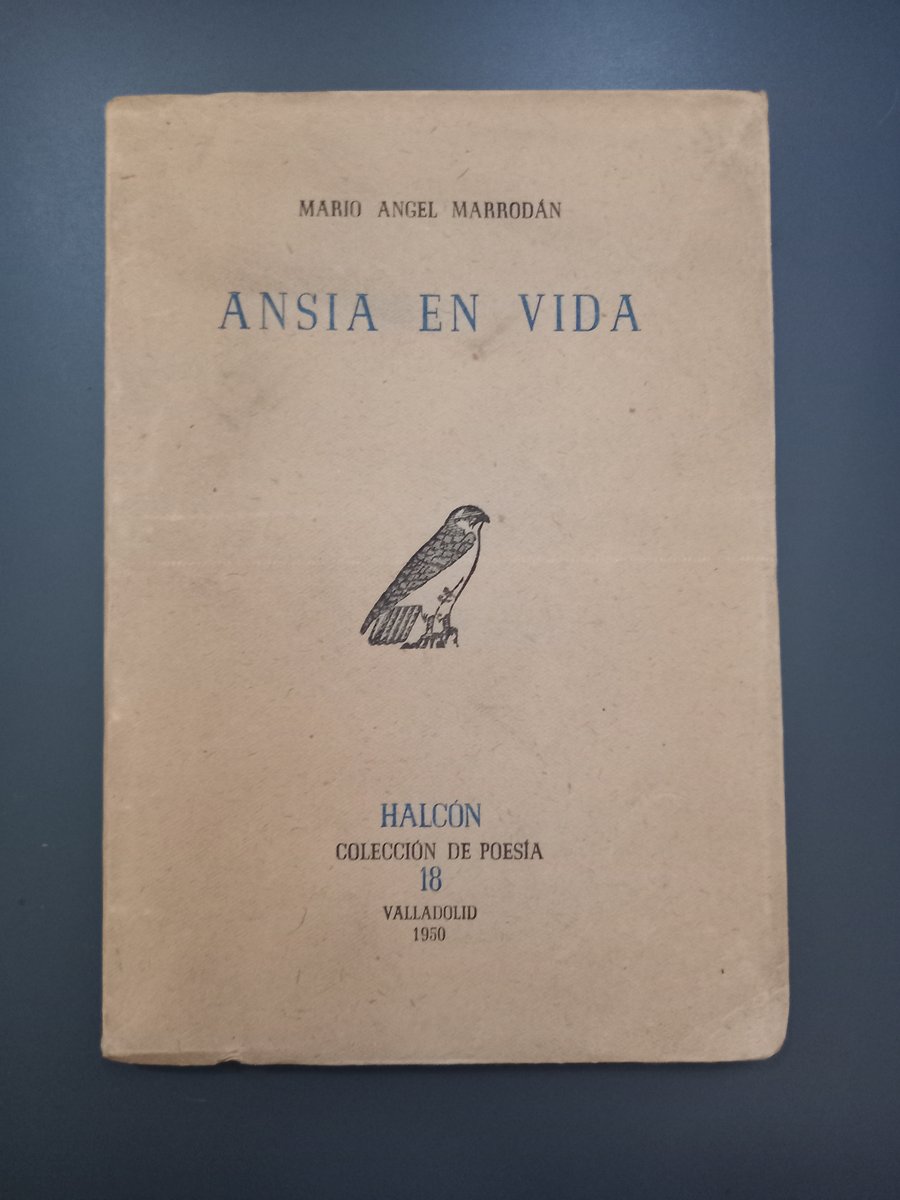 MARIO ANGEL MARRODÁN
ANSIA EN VIDA
HALCÓN
COLECCIÓN DE POESÍA
18
VALLADOLID
1950